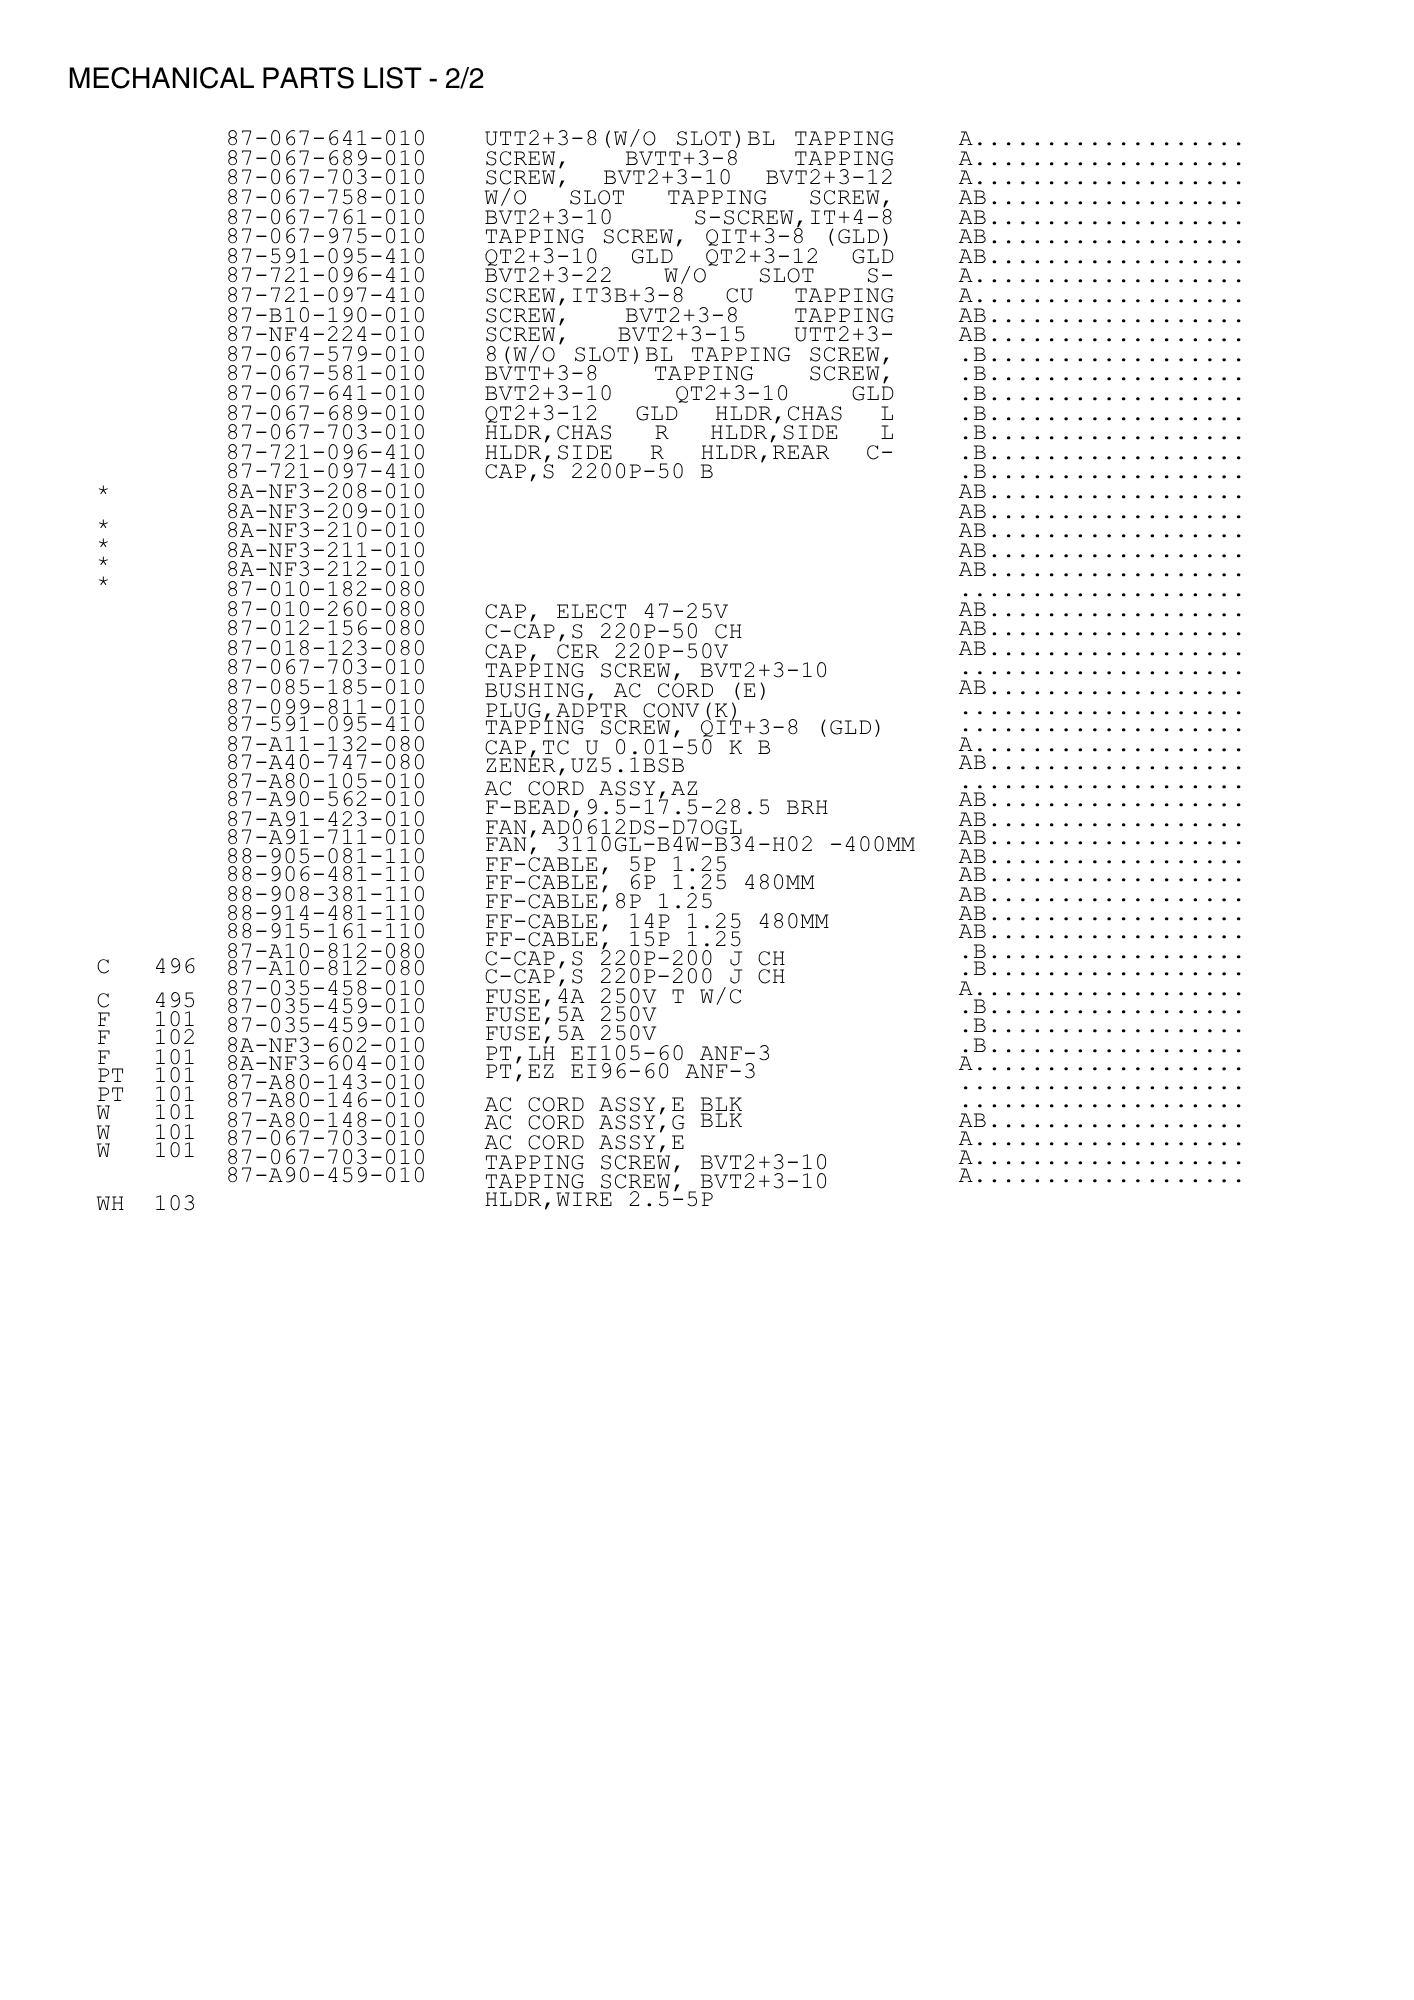 MECHANICAL PARTS LIST - 2/2
87-067-641-010 UTT2+3-8(W/O SLOT)BL TAPPING A...................
87-067-689-010 SCREW, BVTT+3-8 TAPPING A...................
87-067-703-010 SCREW, BVT2+3-10 BVT2+3-12 A...................
87-067-758-010 W/O SLOT TAPPING SCREW, AB..................
87-067-761-010 BVT2+3-10 S-SCREW,IT+4-8 AB..................
87-067-975-010 TAPPING SCREW, QIT+3-8 (GLD) AB..................
87-591-095-410 QT2+3-10 GLD QT2+3-12 GLD AB..................
87-721-096-410 BVT2+3-22 W/O SLOT S- A...................
87-721-097-410 SCREW,IT3B+3-8 CU TAPPING A...................
87-B10-190-010 SCREW, BVT2+3-8 TAPPING AB..................
87-NF4-224-010 SCREW, BVT2+3-15 UTT2+3- AB..................
87-067-579-010 8(W/O SLOT)BL TAPPING SCREW, .B..................
87-067-581-010 BVTT+3-8 TAPPING SCREW, .B..................
87-067-641-010 BVT2+3-10 QT2+3-10 GLD .B..................
87-067-689-010 QT2+3-12 GLD HLDR,CHAS L .B..................
87-067-703-010 HLDR,CHAS R HLDR,SIDE L .B..................
87-721-096-410 HLDR,SIDE R HLDR,REAR C- .B..................
87-721-097-410 CAP,S 2200P-50 B .B..................
* 8A-NF3-208-010 AB..................
8A-NF3-209-010 AB..................
* 8A-NF3-210-010 AB..................
* 8A-NF3-211-010 AB..................
* 8A-NF3-212-010 AB..................
* 87-010-182-080 ....................
87-010-260-080 CAP, ELECT 47-25V AB..................
87-012-156-080 C-CAP,S 220P-50 CH AB..................
87-018-123-080 CAP, CER 220P-50V AB..................
87-067-703-010 TAPPING SCREW, BVT2+3-10 ....................
87-085-185-010 BUSHING, AC CORD (E) AB..................
87-099-811-010 PLUG,ADPTR CONV(K) ....................
87-591-095-410 TAPPING SCREW, QIT+3-8 (GLD) ....................
87-A11-132-080 CAP,TC U 0.01-50 K B A...................
87-A40-747-080 ZENER,UZ5.1BSB AB..................
87-A80-105-010 AC CORD ASSY,AZ ....................
87-A90-562-010 F-BEAD,9.5-17.5-28.5 BRH AB..................
87-A91-423-010 FAN,AD0612DS-D7OGL AB..................
87-A91-711-010 FAN, 3110GL-B4W-B34-H02 -400MM AB..................
88-905-081-110 FF-CABLE, 5P 1.25 AB..................
88-906-481-110 FF-CABLE, 6P 1.25 480MM AB..................
88-908-381-110 FF-CABLE,8P 1.25 AB..................
88-914-481-110 FF-CABLE, 14P 1.25 480MM AB..................
88-915-161-110 FF-CABLE, 15P 1.25 AB..................
87-A10-812-080 C-CAP,S 220P-200 J CH .B..................
C 496 87-A10-812-080 C-CAP,S 220P-200 J CH .B..................
87-035-458-010 FUSE,4A 250V T W/C A...................
C 495 87-035-459-010 FUSE,5A 250V .B..................
F 101 87-035-459-010 FUSE,5A 250V .B..................
F 102 8A-NF3-602-010 PT,LH EI105-60 ANF-3 .B..................
F 101 8A-NF3-604-010 PT,EZ EI96-60 ANF-3 A...................
PT 101 87-A80-143-010 ....................
PT 101 87-A80-146-010 AC CORD ASSY,E BLK ....................
W 101 87-A80-148-010 AC CORD ASSY,G BLK AB..................
W 101 87-067-703-010 AC CORD ASSY,E A...................
W 101 87-067-703-010 TAPPING SCREW, BVT2+3-10 A...................
87-A90-459-010 TAPPING SCREW, BVT2+3-10 A...................
WH 103 HLDR,WIRE 2.5-5P